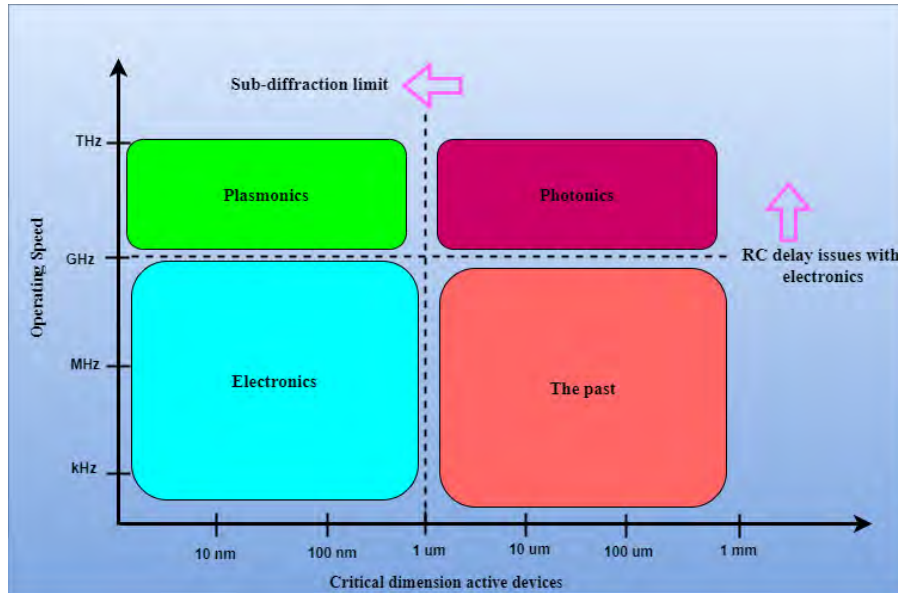 Sub-diffraction limit
THz
Plasmonics
Photonics
Operating Speed
GHz
RC delay issues with
electronics
MHz
Electronics
The past
kHz
10 nm
100 nm
1 um
10 um
100 um
1 mm
Critical dimension active devices